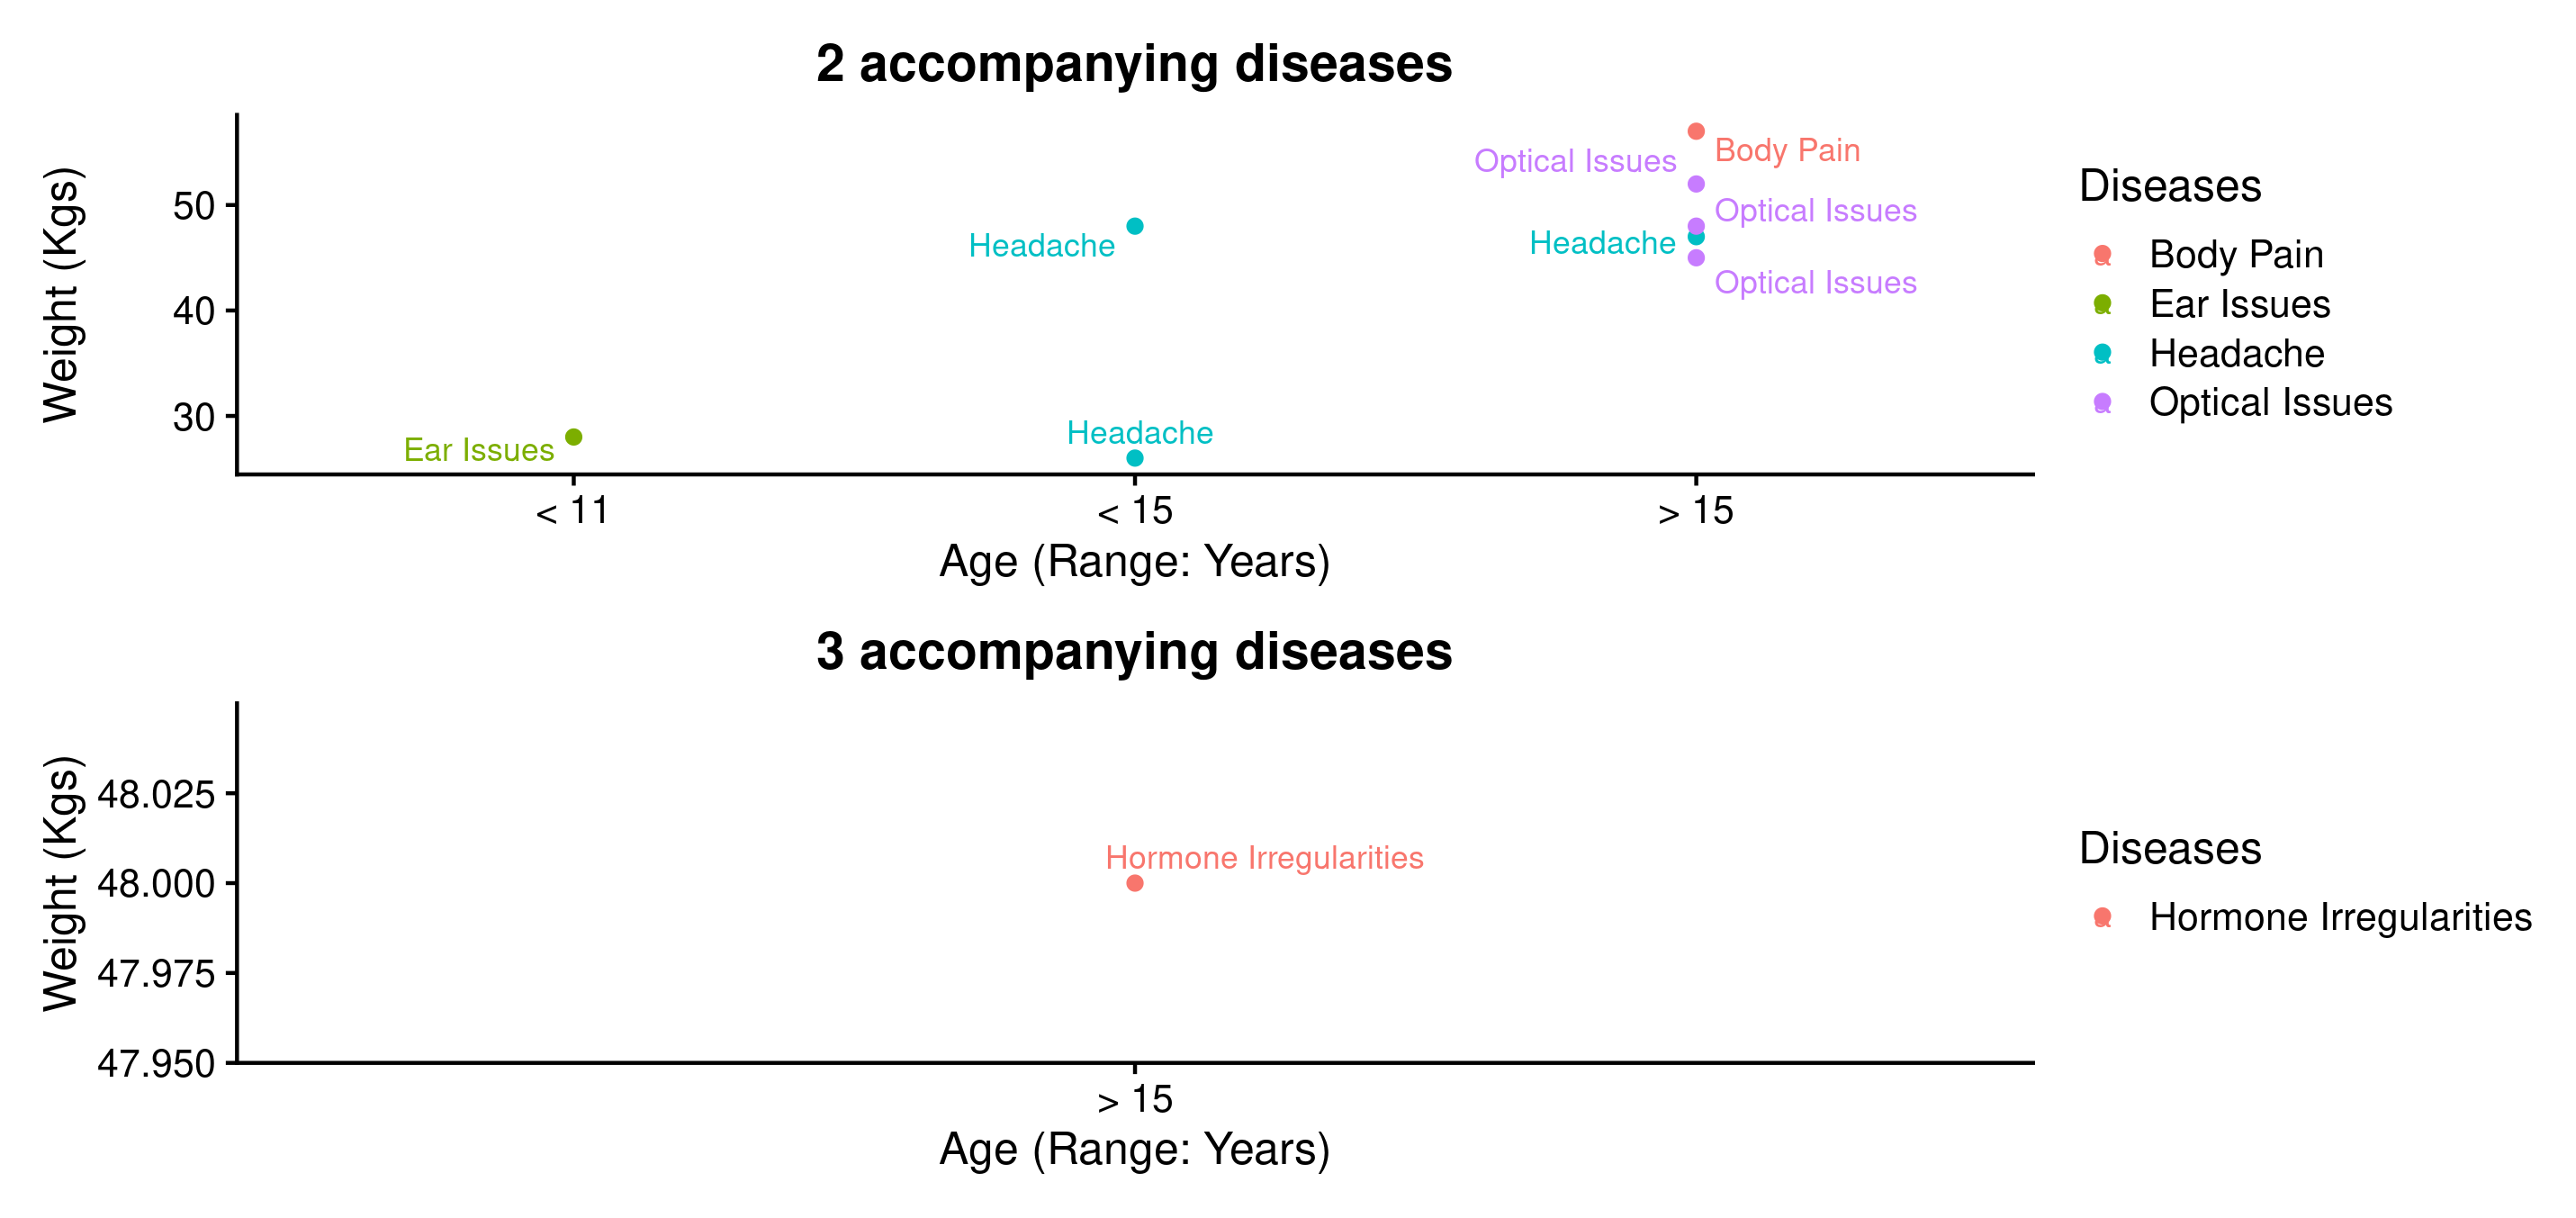 2 accompanying diseases
Weight (Kgs)
50
40
30
Optical Issues
Body Pain
Optical Issues
Headache
Headache
Optical Issues
Headache
Ear Issues
< 11
< 15
> 15
Age (Range: Years)
Diseases
Body Pain
Ear Issues
Headache
Optical Issues
3 accompanying diseases
Weight (Kgs)
48.025
48.000
47.975
47.950
Hormone Irregularities
> 15
Age (Range: Years)
Diseases
Hormone Irregularities